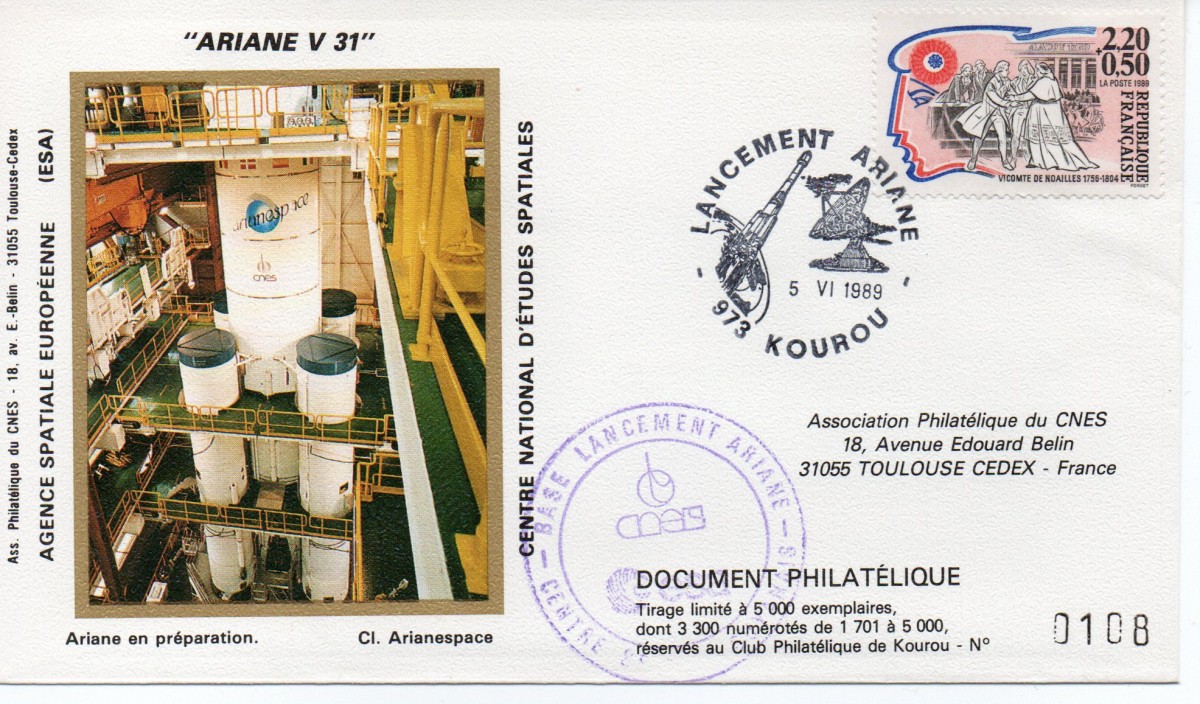 "ARIANE V 31"
Ass. Philatélique du CNES - 18, av. E.-Belin - 31055 Toulouse-Cedex
AGENCE SPATIALE EUROPÉENNE (ESA)
arianespace
cnes
CENTRE NATIONAL D'ÉTUDES SPATIALES
Ariane en préparation. Cl. Arianespace
2,20
+0,50
LA POSTE 1989
RÉPUBLIQUE
FRANÇAISE
VICOMTE DE NOAILLES 1756-1804
FORGET
LANCEMENT ARIANE
5 VI 1989
- 973 KOUROU -
Association Philatélique du CNES
18, Avenue Edouard Belin
31055 TOULOUSE CEDEX - France
BASE LANCEMENT ARIANE -
cnes
CENTRE
DOCUMENT PHILATÉLIQUE
Tirage limité à 5 000 exemplaires,
dont 3 300 numérotés de 1 701 à 5 000,
réservés au Club Philatélique de Kourou - N° 0108